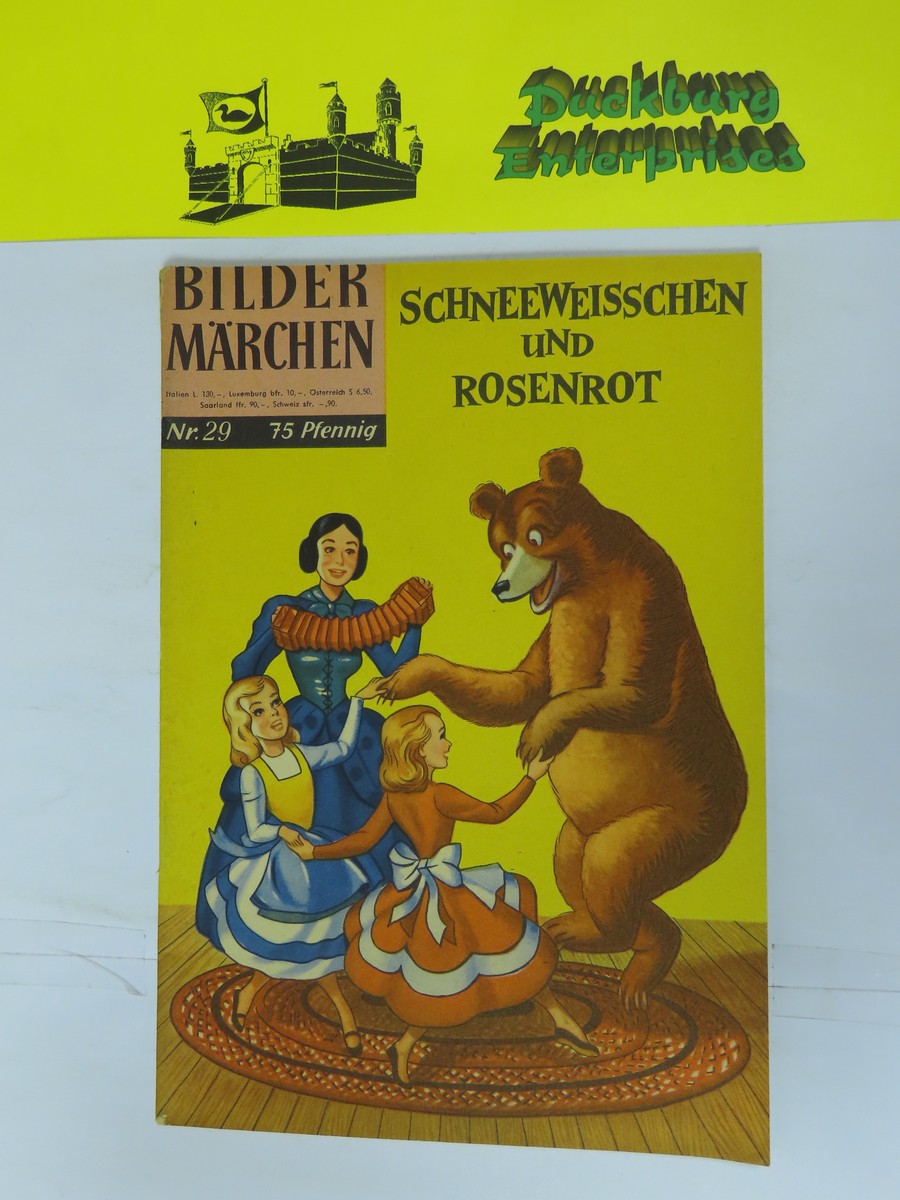 Duckburg
Enterprises
BILDER
MÄRCHEN
Italien L. 130,–, Luxemburg bfr. 10,–, Österreich S 6,50,
Saarland ffr. 90,–, Schweiz sfr. –,90.
Nr. 29 75 Pfennig
SCHNEEWEISSCHEN
UND
ROSENROT